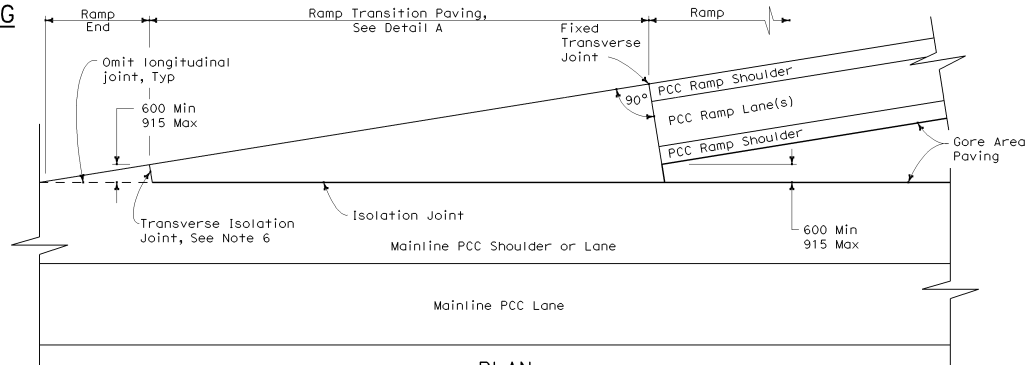 G
Ramp
End
Ramp Transition Paving,
See Detail A
Ramp
Fixed
Transverse
Joint
Omit longitudinal
joint, Typ
600 Min
915 Max
90°
PCC Ramp Shoulder
PCC Ramp Lane(s)
PCC Ramp Shoulder
Gore Area
Paving
Transverse Isolation
Joint, See Note 6
Isolation Joint
600 Min
915 Max
Mainline PCC Shoulder or Lane
Mainline PCC Lane
PLAN